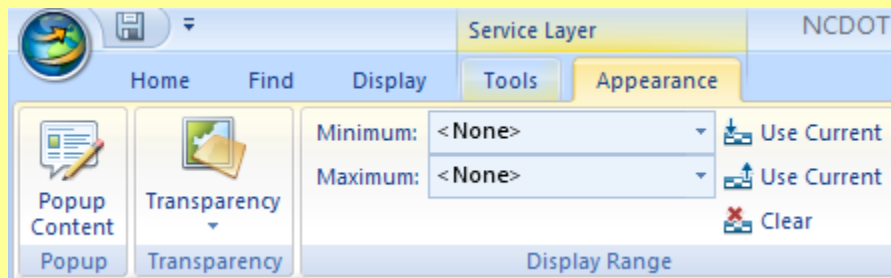 Service Layer NCDOT
Home Find Display Tools Appearance
Minimum: <None> Use Current
Maximum: <None> Use Current
Clear
Popup Content
Transparency
Popup Transparency Display Range